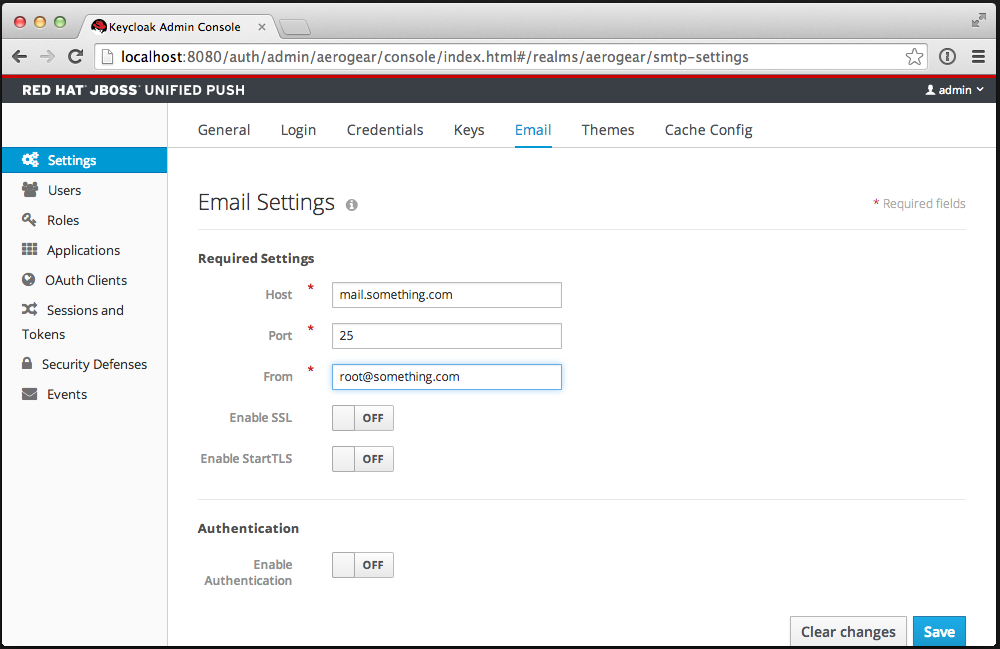 Keycloak Admin Console
localhost:8080/auth/admin/aerogear/console/index.html#/realms/aerogear/smtp-settings
RED HAT® JBOSS® UNIFIED PUSH
admin
General Login Credentials Keys Email Themes Cache Config
Settings
Users
Roles
Applications
OAuth Clients
Sessions and
Tokens
Security Defenses
Events
Email Settings
* Required fields
Required Settings
Host * mail.something.com
Port * 25
From * root@something.com
Enable SSL OFF
Enable StartTLS OFF
Authentication
Enable
Authentication
OFF
Clear changes Save